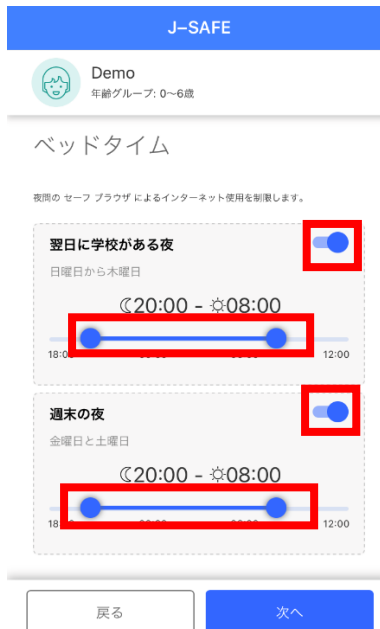 J–SAFE
Demo
年齢グループ: 0～6歳
ベッドタイム
夜間の セーフ ブラウザ によるインターネット使用を制限します。
翌日に学校がある夜
日曜日から木曜日
☾20:00 - ☼08:00
18:00 12:00
週末の夜
金曜日と土曜日
☾20:00 - ☼08:00
12:00
戻る 次へ